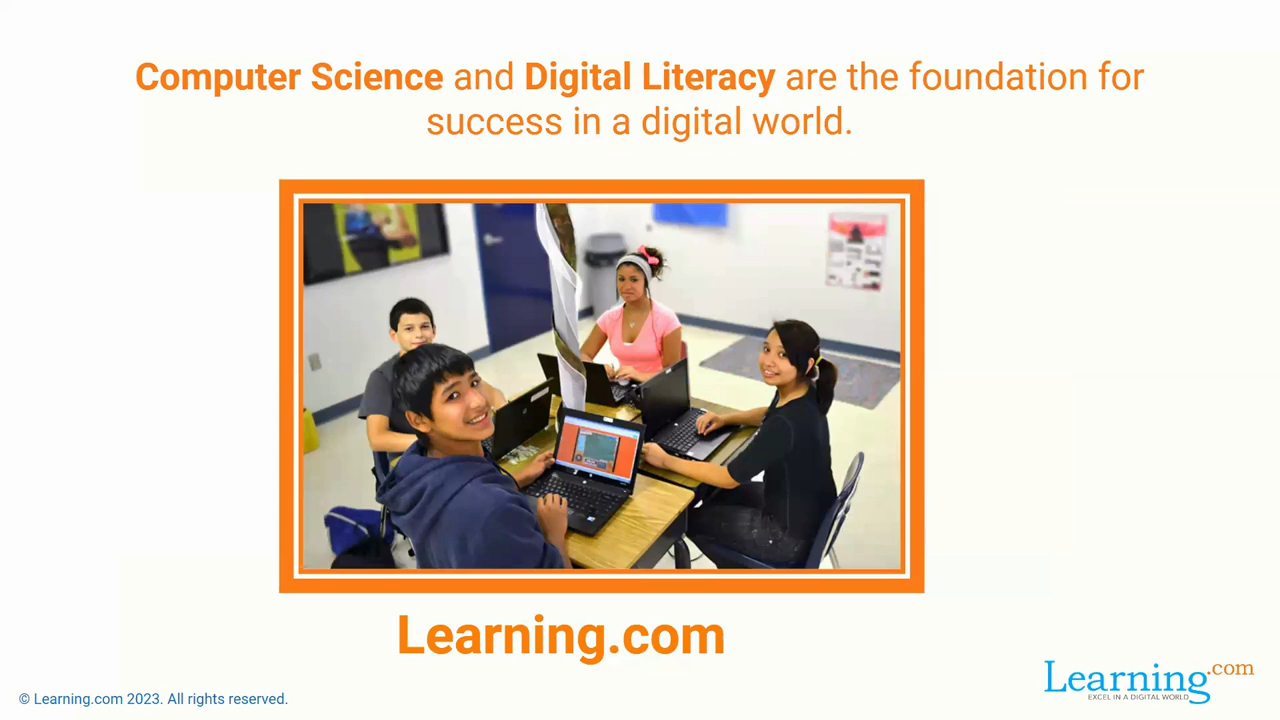 Computer Science and Digital Literacy are the foundation for
success in a digital world.
Learning.com
© Learning.com 2023. All rights reserved.
Learning.com
EXCEL IN A DIGITAL WORLD